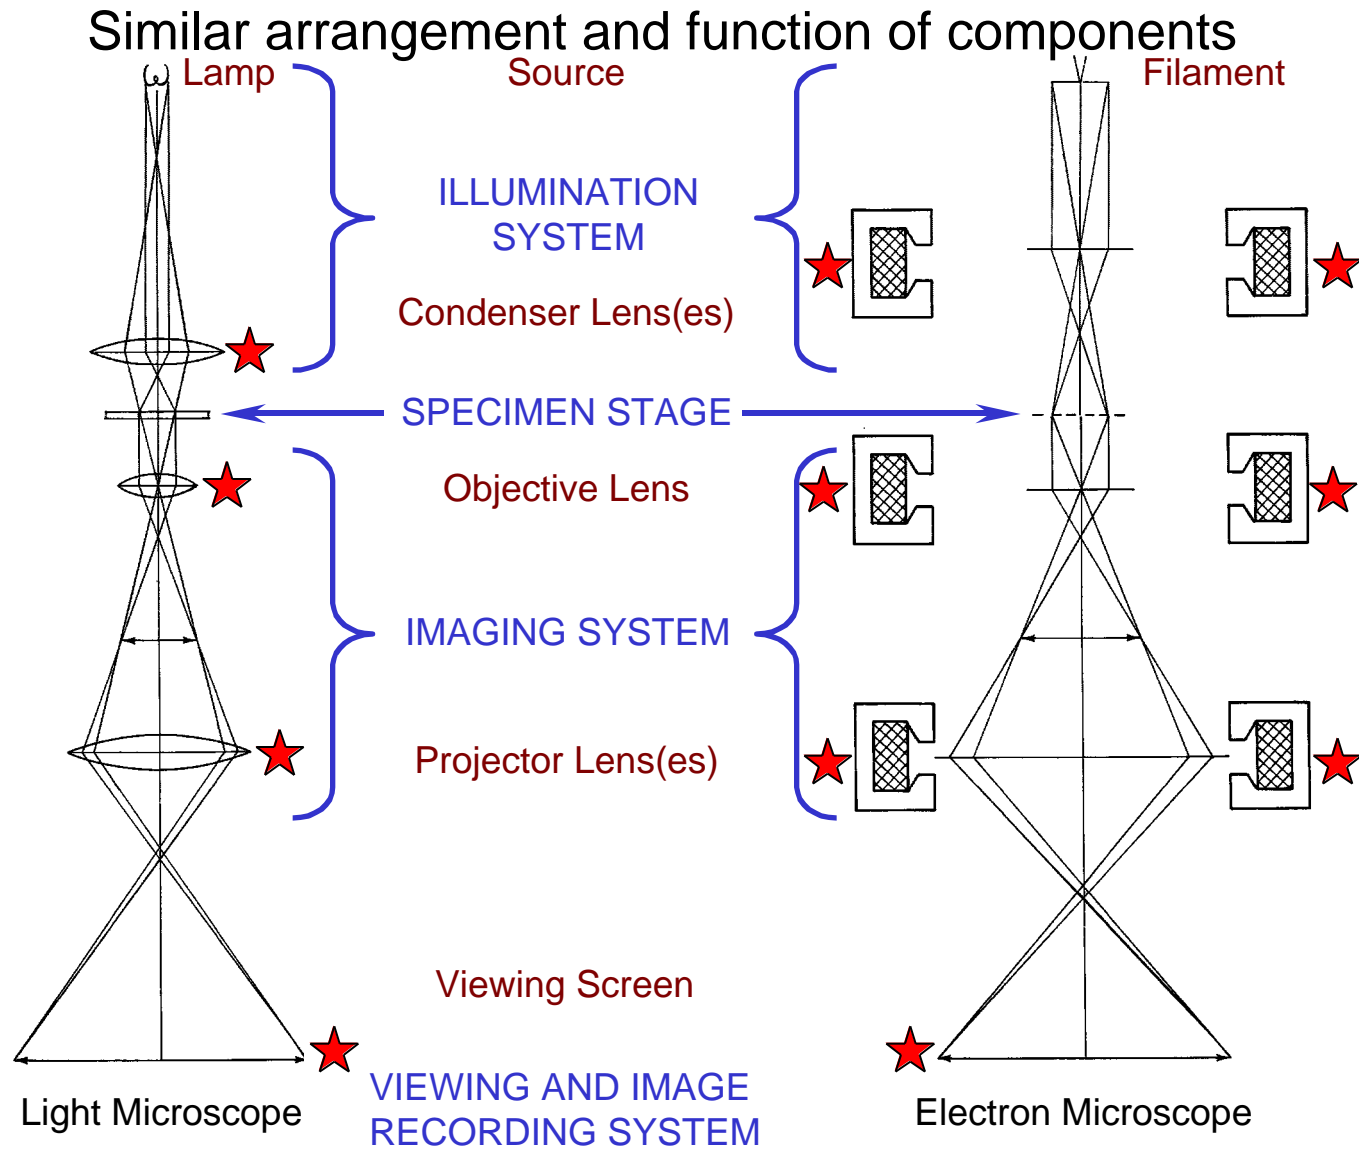 Similar arrangement and function of components
Lamp
Source
Filament
ILLUMINATION
SYSTEM
Condenser Lens(es)
SPECIMEN STAGE
Objective Lens
IMAGING SYSTEM
Projector Lens(es)
Viewing Screen
VIEWING AND IMAGE
RECORDING SYSTEM
Light Microscope
Electron Microscope